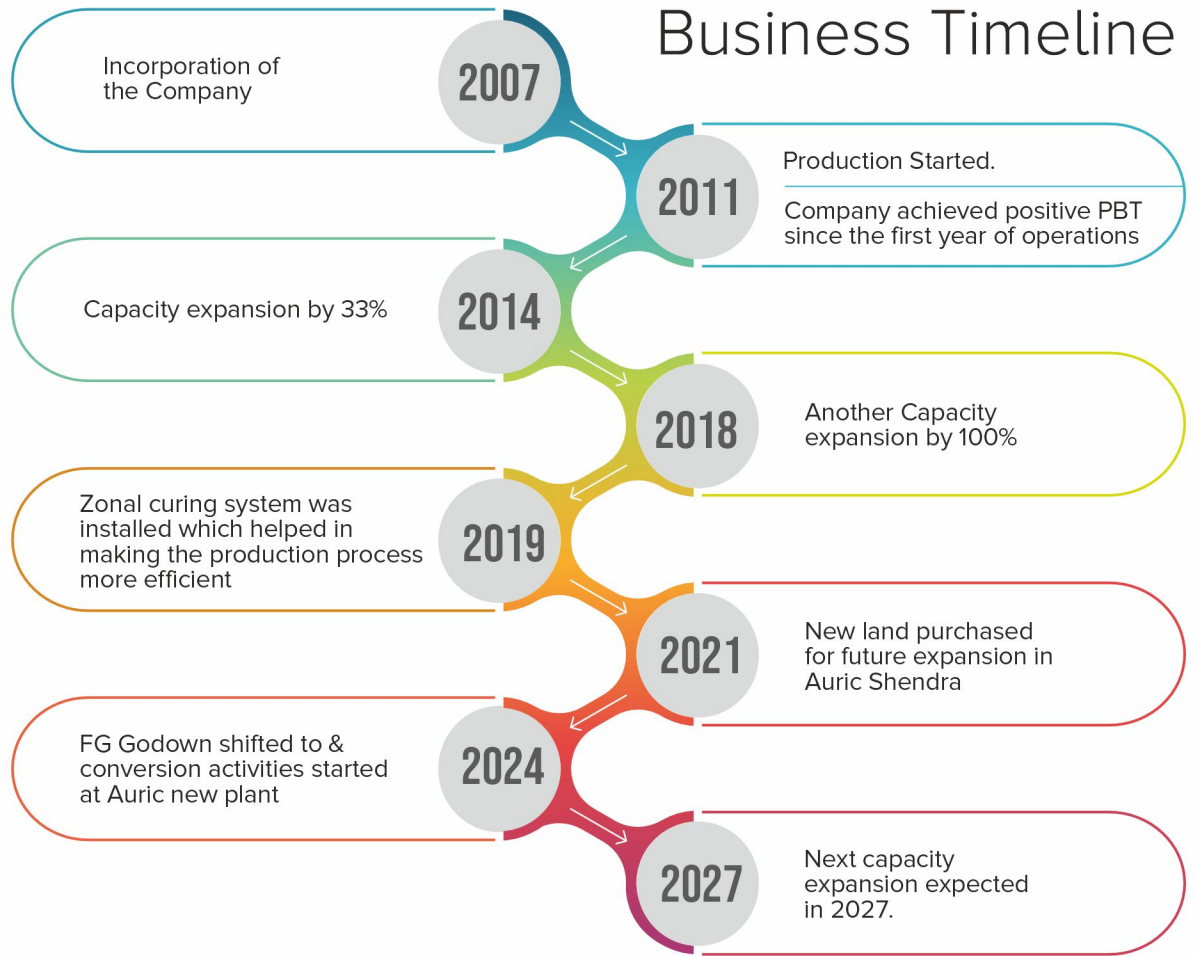 Business Timeline
2007
Incorporation of
the Company
2011
Production Started.
Company achieved positive PBT
since the first year of operations
2014
Capacity expansion by 33%
2018
Another Capacity
expansion by 100%
2019
Zonal curing system was
installed which helped in
making the production process
more efficient
2021
New land purchased
for future expansion in
Auric Shendra
2024
FG Godown shifted to &
conversion activities started
at Auric new plant
2027
Next capacity
expansion expected
in 2027.